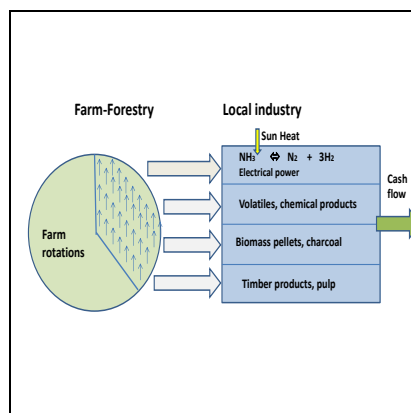 Farm-Forestry
Local industry
Sun Heat
NH₃ ⇔ N₂ + 3H₂
Electrical power
Cash
flow
Volatiles, chemical products
Farm
rotations
Biomass pellets, charcoal
Timber products, pulp